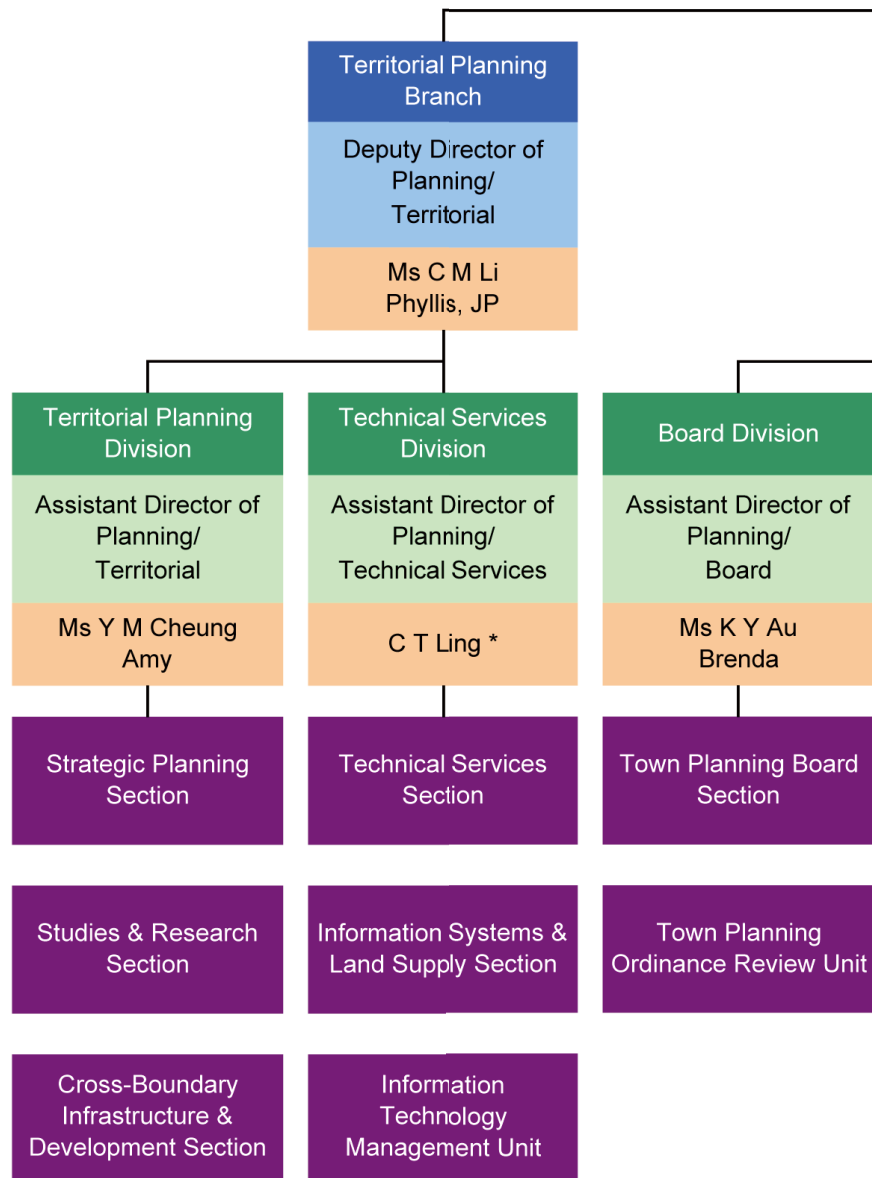 Territorial Planning
Branch
Deputy Director of
Planning/
Territorial
Ms C M Li
Phyllis, JP
Territorial Planning
Division
Assistant Director of
Planning/
Territorial
Ms Y M Cheung
Amy
Strategic Planning
Section
Studies & Research
Section
Cross-Boundary
Infrastructure &
Development Section
Technical Services
Division
Assistant Director of
Planning/
Technical Services
C T Ling *
Technical Services
Section
Information Systems &
Land Supply Section
Information
Technology
Management Unit
Board Division
Assistant Director of
Planning/
Board
Ms K Y Au
Brenda
Town Planning Board
Section
Town Planning
Ordinance Review Unit